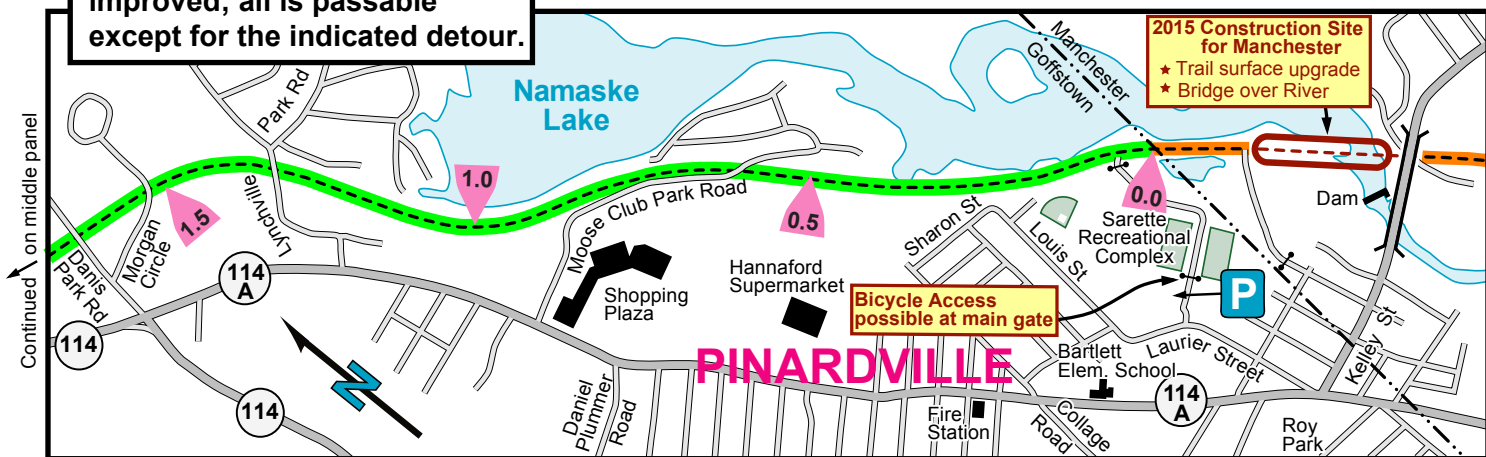 improved; all is passable
except for the indicated detour.
Continued on middle panel
Park Rd
Namaske
Lake
Manchester
Goffstown
2015 Construction Site
for Manchester
★ Trail surface upgrade
★ Bridge over River
1.5
1.0
0.5
0.0
Morgan
Circle
Lynchville
Danis
Park Rd
Moose Club Park Road
Sharon St
Louis St
Sarette
Recreational
Complex
Dam
114
A
114
114
N
Shopping
Plaza
Hannaford
Supermarket
Bicycle Access
possible at main gate
P
PINARDVILLE
Bartlett
Elem. School
Laurier Street
Kelley St
Daniel
Plummer
Road
Fire
Station
Collage
Road
114
A
Roy
Park